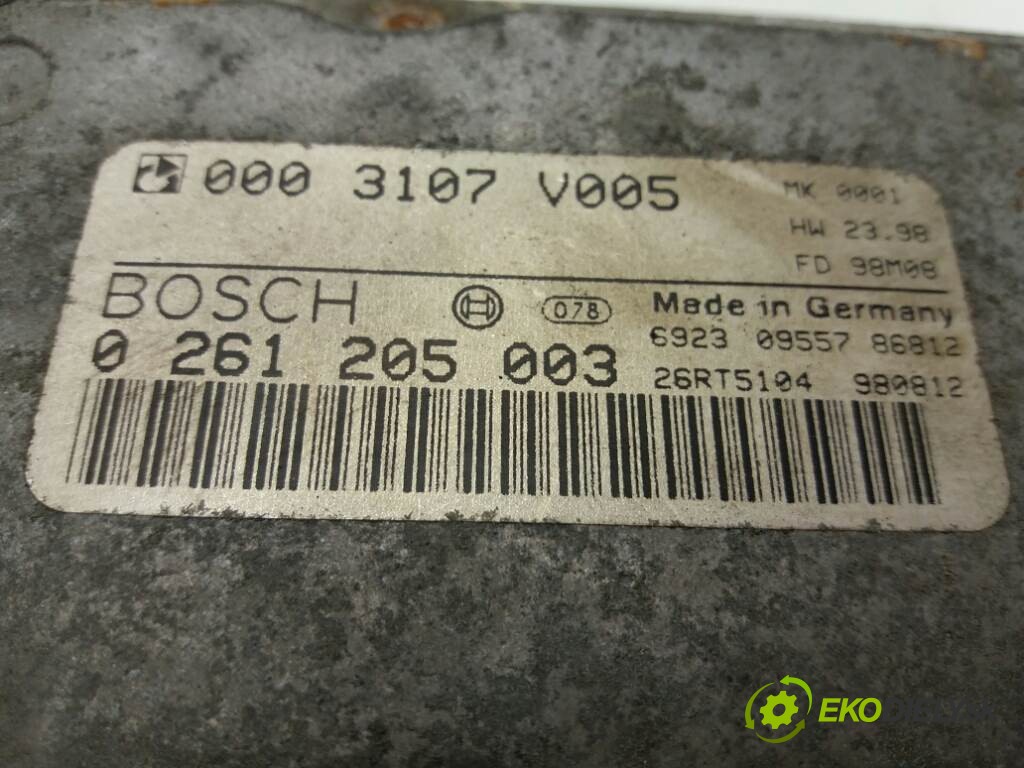 000 3107 V005
MK 0001
HW 23.98
FD 98M08
BOSCH
078
Made in Germany
0 261 205 003
6923 09557 86812
26RT5104 980812
EKO